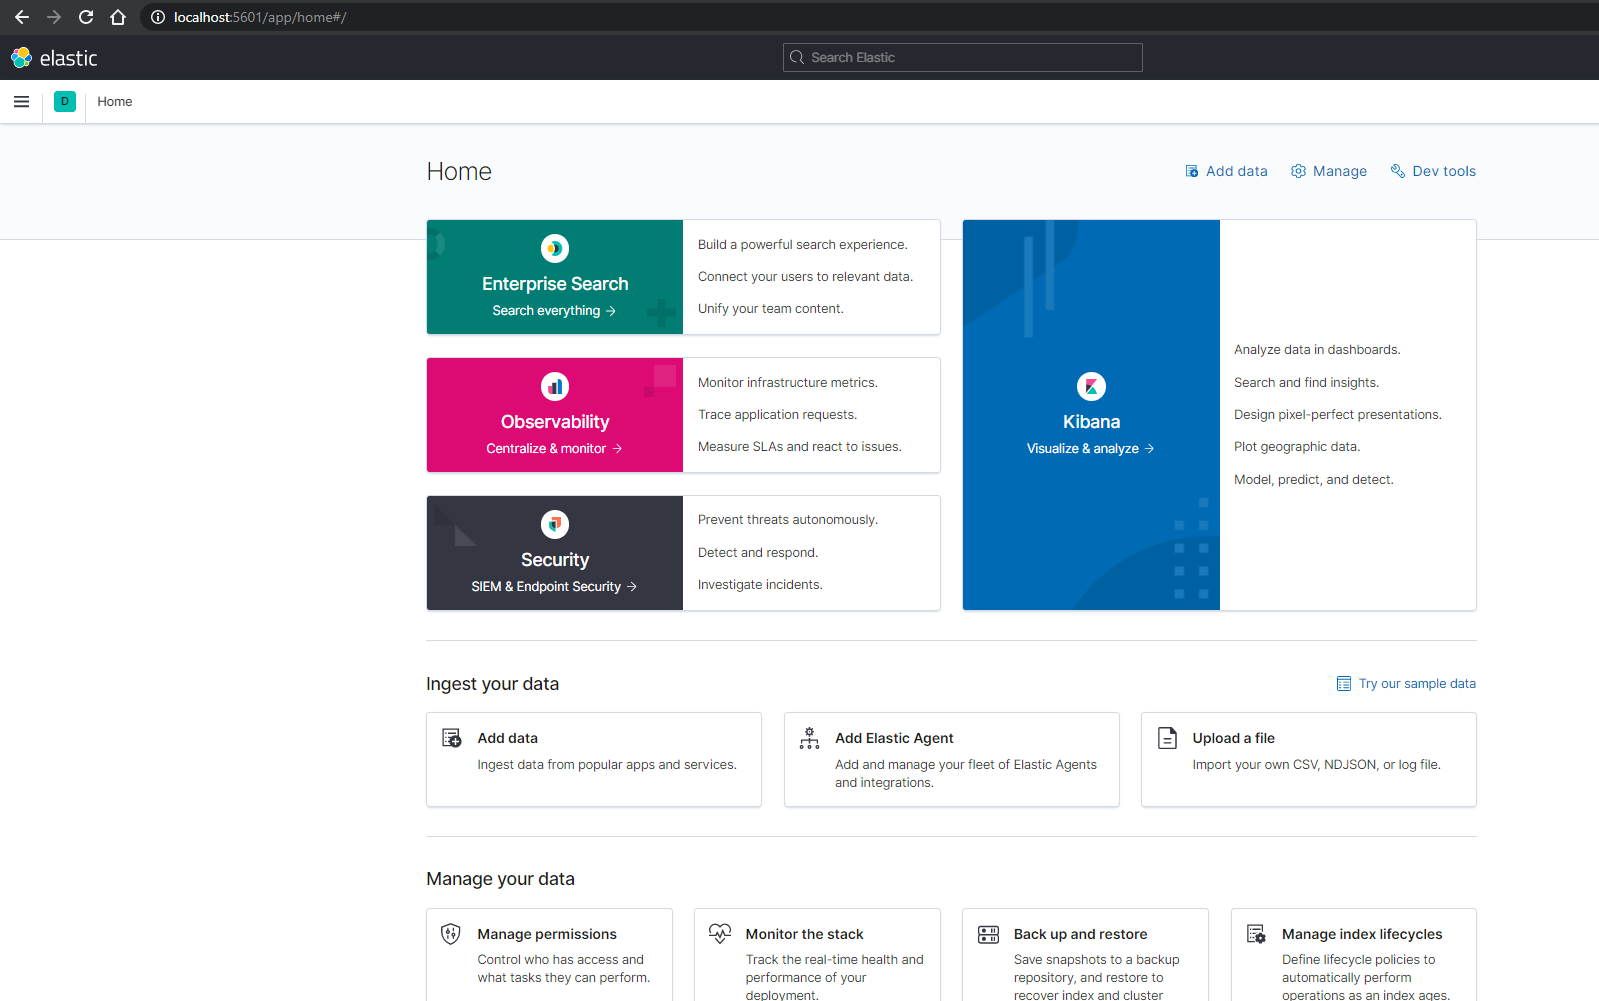 localhost:5601/app/home#/
elastic
Search Elastic
D
Home
Home
Add data
Manage
Dev tools
Enterprise Search
Search everything →
Build a powerful search experience.
Connect your users to relevant data.
Unify your team content.
Observability
Centralize & monitor →
Monitor infrastructure metrics.
Trace application requests.
Measure SLAs and react to issues.
Security
SIEM & Endpoint Security →
Prevent threats autonomously.
Detect and respond.
Investigate incidents.
Kibana
Visualize & analyze →
Analyze data in dashboards.
Search and find insights.
Design pixel-perfect presentations.
Plot geographic data.
Model, predict, and detect.
Ingest your data
Try our sample data
Add data
Ingest data from popular apps and services.
Add Elastic Agent
Add and manage your fleet of Elastic Agents
and integrations.
Upload a file
Import your own CSV, NDJSON, or log file.
Manage your data
Manage permissions
Control who has access and
what tasks they can perform.
Monitor the stack
Track the real-time health and
performance of your
deployment.
Back up and restore
Save snapshots to a backup
repository, and restore to
recover index and cluster
Manage index lifecycles
Define lifecycle policies to
automatically perform
operations as an index ages.